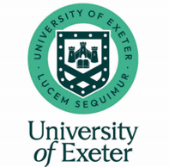 UNIVERSITY OF EXETER
LUCEM SEQUIMUR
University
of Exeter